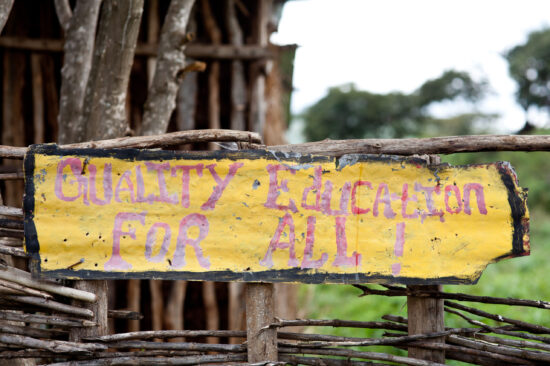 QUALITY Education
For ALL !